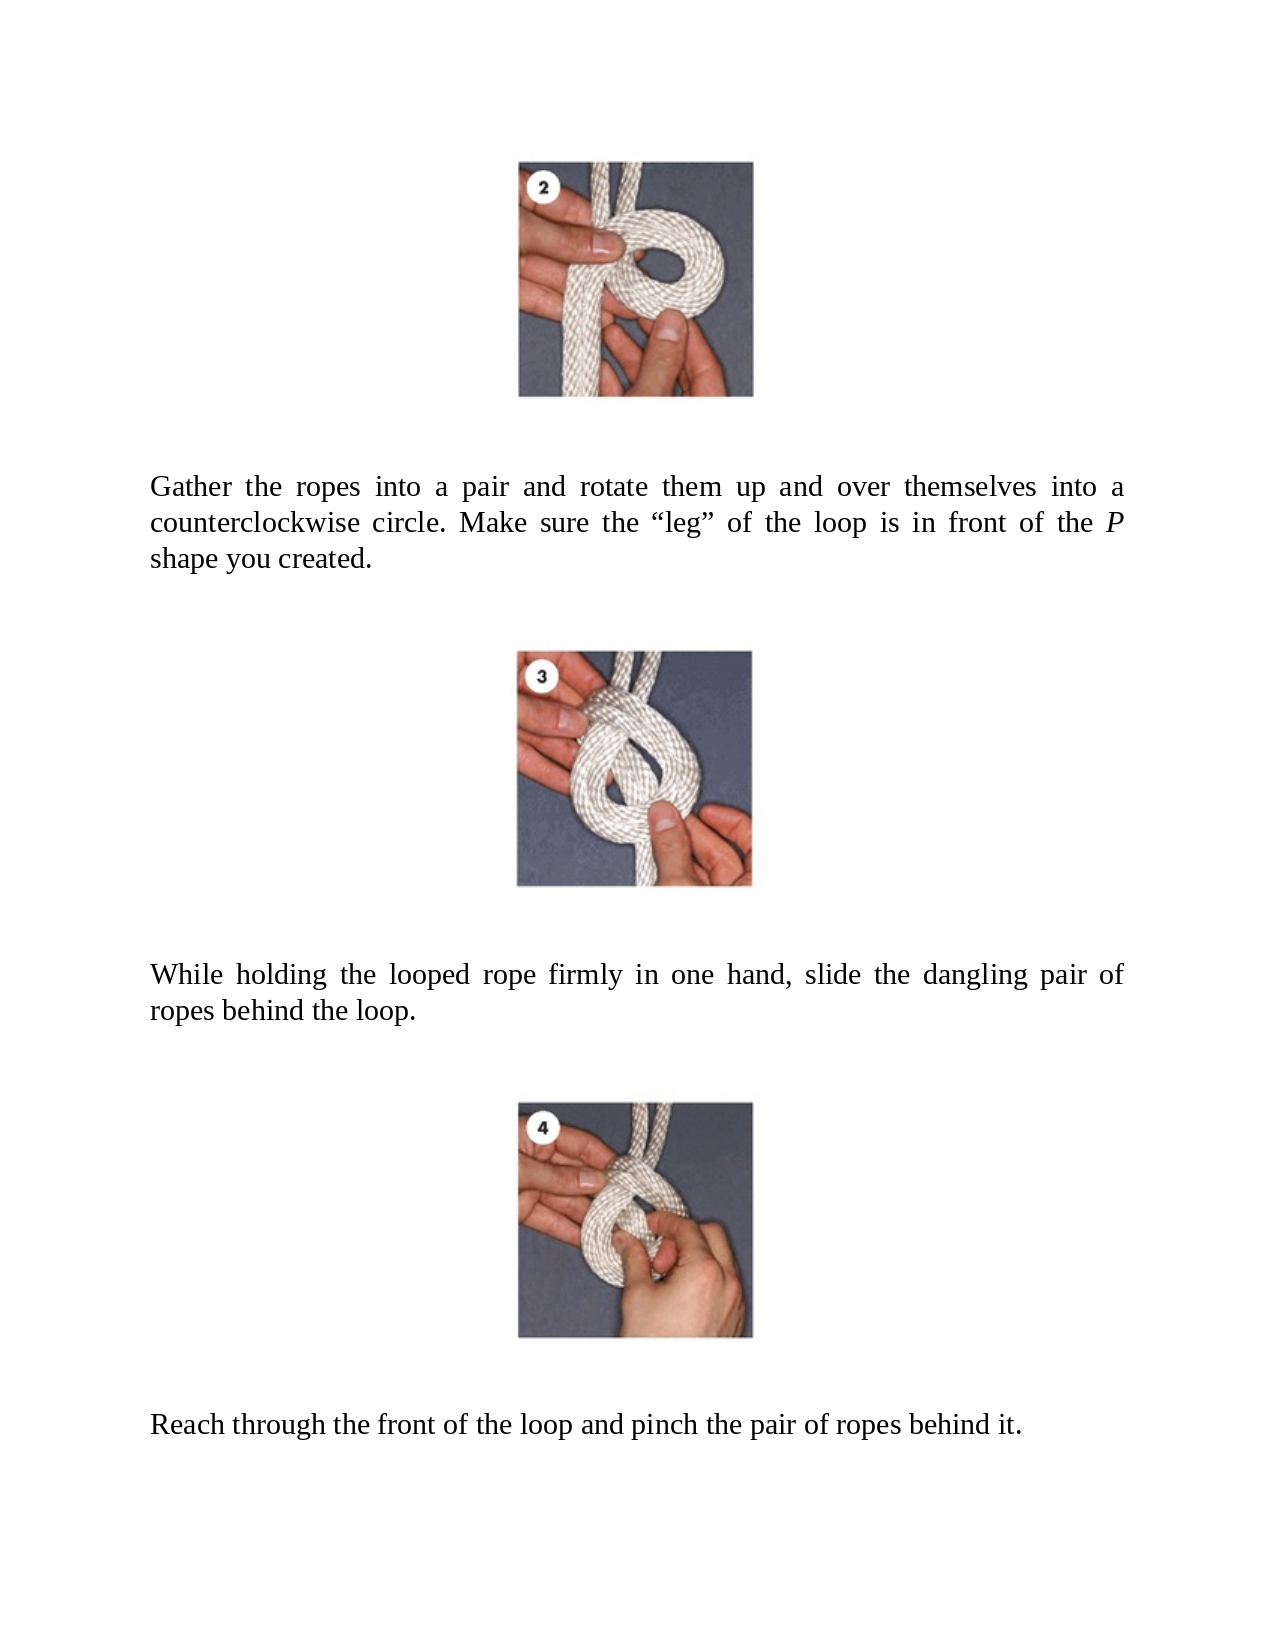 2
Gather the ropes into a pair and rotate them up and over themselves into a
counterclockwise circle. Make sure the “leg” of the loop is in front of the P
shape you created.
3
While holding the looped rope firmly in one hand, slide the dangling pair of
ropes behind the loop.
4
Reach through the front of the loop and pinch the pair of ropes behind it.